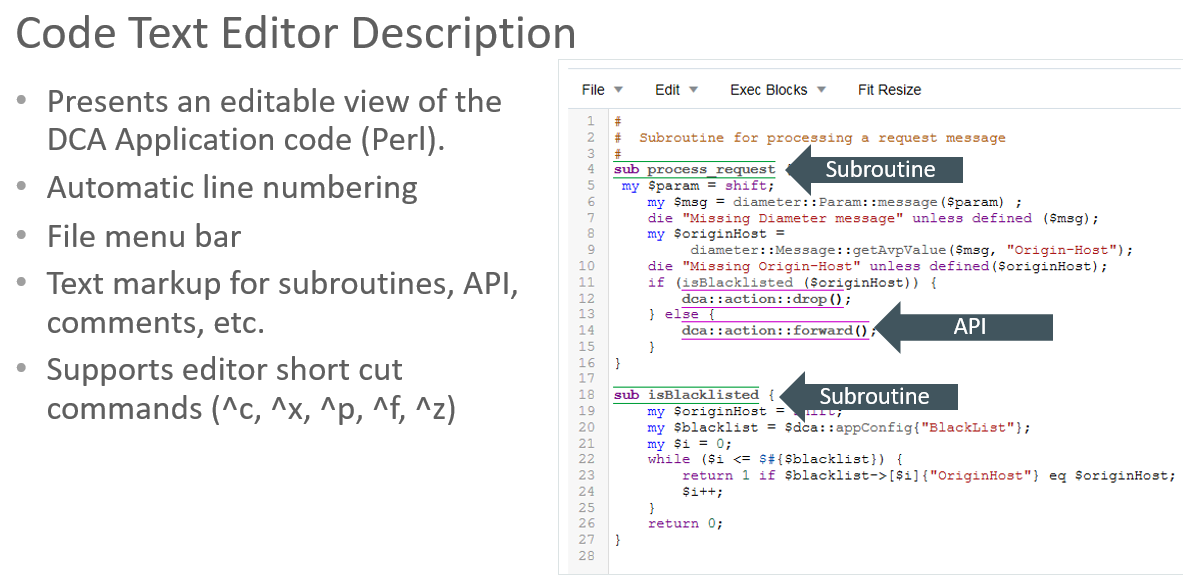 Code Text Editor Description
• Presents an editable view of the
DCA Application code (Perl).
• Automatic line numbering
• File menu bar
• Text markup for subroutines, API,
comments, etc.
• Supports editor short cut
commands (^c, ^x, ^p, ^f, ^z)
File Edit Exec Blocks Fit Resize
1 #
2 #  Subroutine for processing a request message
3 #
4 sub process_request
Subroutine
5 my $param = shift;
6 my $msg = diameter::Param::message($param) ;
7 die "Missing Diameter message" unless defined ($msg);
8 my $originHost =
9 diameter::Message::getAvpValue($msg, "Origin-Host");
10 die "Missing Origin-Host" unless defined($originHost);
11 if (isBlacklisted ($originHost)) {
12 dca::action::drop();
13 } else {
14 dca::action::forward();
API
15 }
16 }
17
18 sub isBlacklisted {
Subroutine
19 my $originHost = shift;
20 my $blacklist = $dca::appConfig{"BlackList"};
21 my $i = 0;
22 while ($i <= $#{$blacklist}) {
23 return 1 if $blacklist->[$i]{"OriginHost"} eq $originHost;
24 $i++;
25 }
26 return 0;
27 }
28